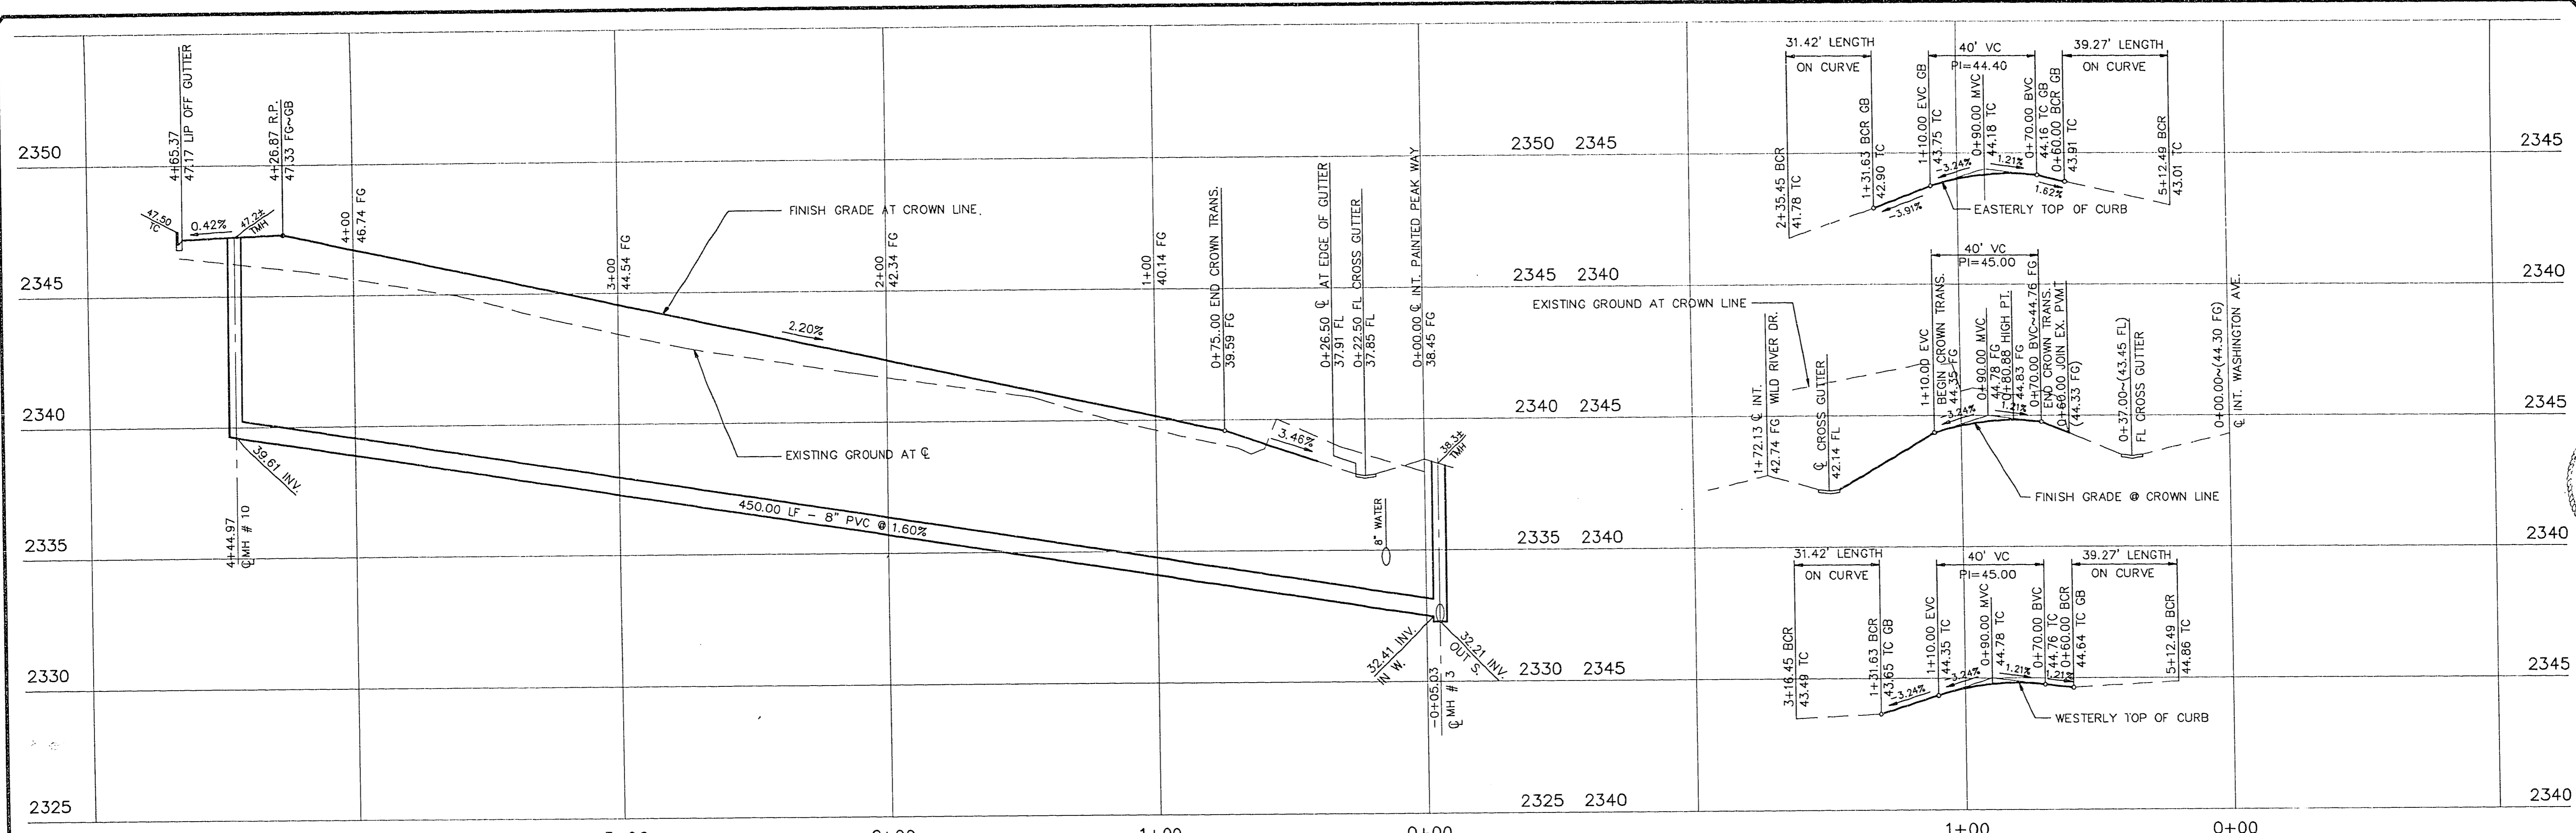 2350
2345
2340
2335
2330
2325
4+65.37
47.17 LIP OFF GUTTER
4+26.87 R.P.
47.33 FG~GB
47.50
TC
0.42%
47.2±
TMH
4+00
46.74 FG
FINISH GRADE AT CROWN LINE.
3+00
44.54 FG
2.20%
2+00
42.34 FG
1+00
40.14 FG
0+75.00 END CROWN TRANS.
39.59 FG
3.46%
0+26.50 ℄ AT EDGE OF GUTTER
37.91 FL
0+22.50 FL CROSS GUTTER
37.85 FL
0+00.00 ℄ INT. PAINTED PEAK WAY
38.45 FG
38.3±
TMH
EXISTING GROUND AT ℄
39.61 INV.
4+44.97
℄ MH # 10
450.00 LF - 8" PVC @ 1.60%
8" WATER
32.41 INV.
IN W.
32.21 INV.
OUT S.
-0+05.03
℄ MH # 3
2350 2345
2345 2340
2340 2345
2335 2340
2330 2345
2325 2340
31.42' LENGTH
ON CURVE
40' VC
PI=44.40
39.27' LENGTH
ON CURVE
2+35.45 BCR
41.78 TC
1+31.63 BCR GB
42.90 TC
1+10.00 EVC GB
43.75 TC
0+90.00 MVC
44.18 TC
0+70.00 BVC
44.16 TC GB
0+60.00 BCR GB
43.91 TC
5+12.49 BCR
43.01 TC
-3.91%
-3.24%
1.21%
1.62%
EASTERLY TOP OF CURB
40' VC
PI=45.00
EXISTING GROUND AT CROWN LINE
1+72.13 ℄ INT.
42.74 FG WILD RIVER DR.
℄ CROSS GUTTER
42.14 FL
1+10.00 EVC
BEGIN CROWN TRANS.
44.35 FG
0+90.00 MVC
44.78 FG
0+80.88 HIGH PT.
44.83 FG
0+70.00 BVC~44.76 FG
END CROWN TRANS.
0+60.00 JOIN EX. PVMT
(44.33 FG)
0+37.00~(43.45 FL)
FL CROSS GUTTER
0+00.00~(44.30 FG)
℄ INT. WASHINGTON AVE.
-3.24%
1.21%
FINISH GRADE @ CROWN LINE
31.42' LENGTH
ON CURVE
40' VC
PI=45.00
39.27' LENGTH
ON CURVE
3+16.45 BCR
43.49 TC
1+31.63 BCR
43.65 TC GB
1+10.00 EVC
44.35 TC
0+90.00 MVC
44.78 TC
0+70.00 BVC
44.76 TC
0+60.00 BCR
44.64 TC GB
5+12.49 BCR
44.86 TC
-3.24%
-3.24%
1.21%
1.21%
WESTERLY TOP OF CURB
2345
2340
2345
2340
2345
2340
1+00
0+00
1+00
0+00